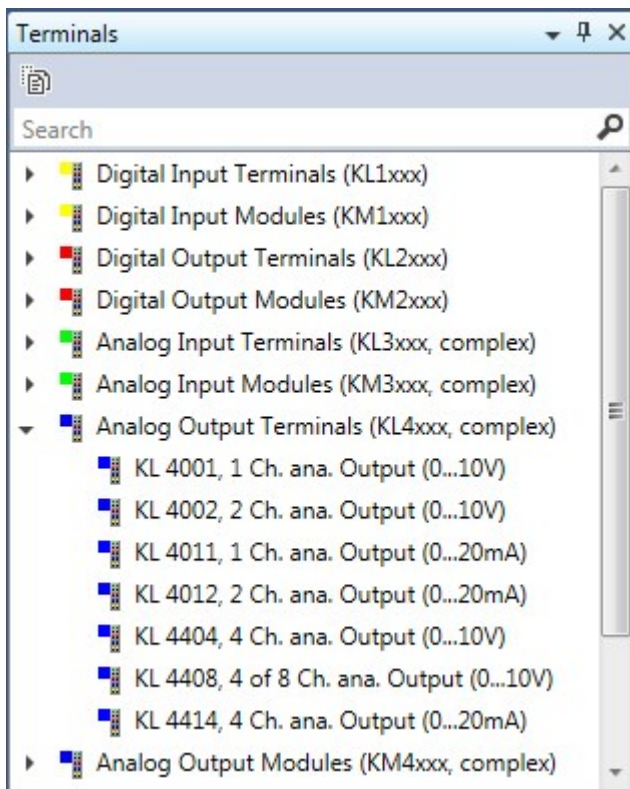 Terminals
Search
Digital Input Terminals (KL1xxx)
Digital Input Modules (KM1xxx)
Digital Output Terminals (KL2xxx)
Digital Output Modules (KM2xxx)
Analog Input Terminals (KL3xxx, complex)
Analog Input Modules (KM3xxx, complex)
Analog Output Terminals (KL4xxx, complex)
KL 4001, 1 Ch. ana. Output (0...10V)
KL 4002, 2 Ch. ana. Output (0...10V)
KL 4011, 1 Ch. ana. Output (0...20mA)
KL 4012, 2 Ch. ana. Output (0...20mA)
KL 4404, 4 Ch. ana. Output (0...10V)
KL 4408, 4 of 8 Ch. ana. Output (0...10V)
KL 4414, 4 Ch. ana. Output (0...20mA)
Analog Output Modules (KM4xxx, complex)